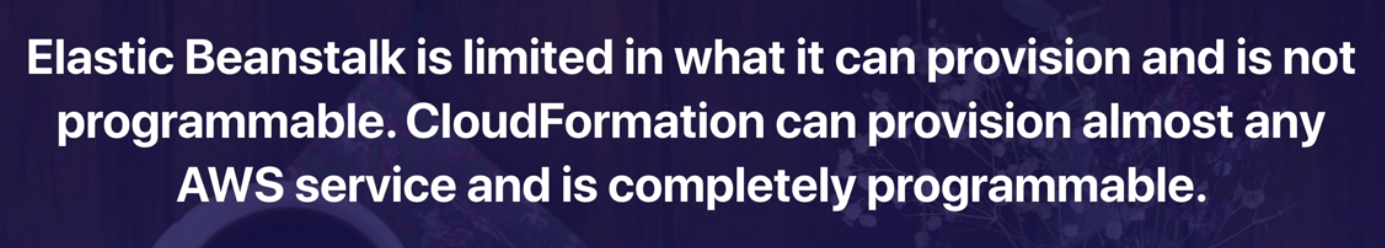 Elastic Beanstalk is limited in what it can provision and is not
programmable. CloudFormation can provision almost any
AWS service and is completely programmable.